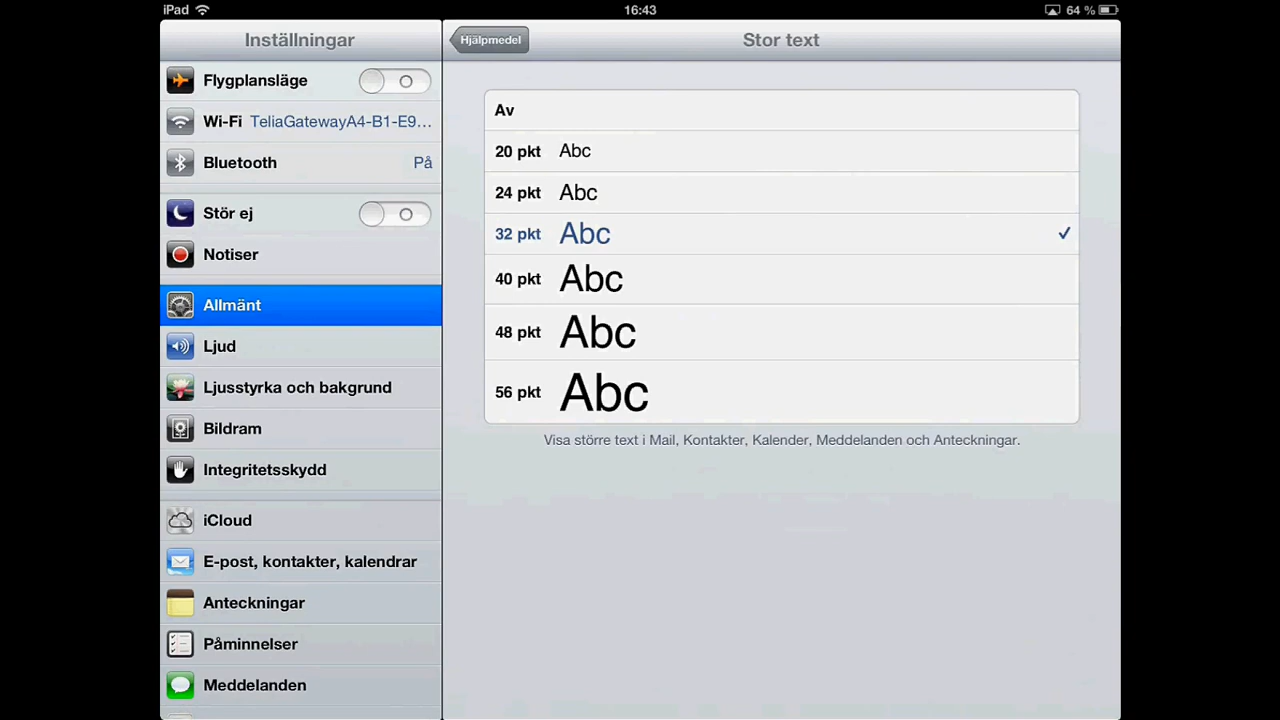 iPad
16:43
64 %
Inställningar
Flygplansläge
Wi-Fi TeliaGatewayA4-B1-E9...
Bluetooth På
Stör ej
Notiser
Allmänt
Ljud
Ljusstyrka och bakgrund
Bildram
Integritetsskydd
iCloud
E-post, kontakter, kalendrar
Anteckningar
Påminnelser
Meddelanden
Hjälpmedel
Stor text
Av
20 pkt Abc
24 pkt Abc
32 pkt Abc
40 pkt Abc
48 pkt Abc
56 pkt Abc
Visa större text i Mail, Kontakter, Kalender, Meddelanden och Anteckningar.